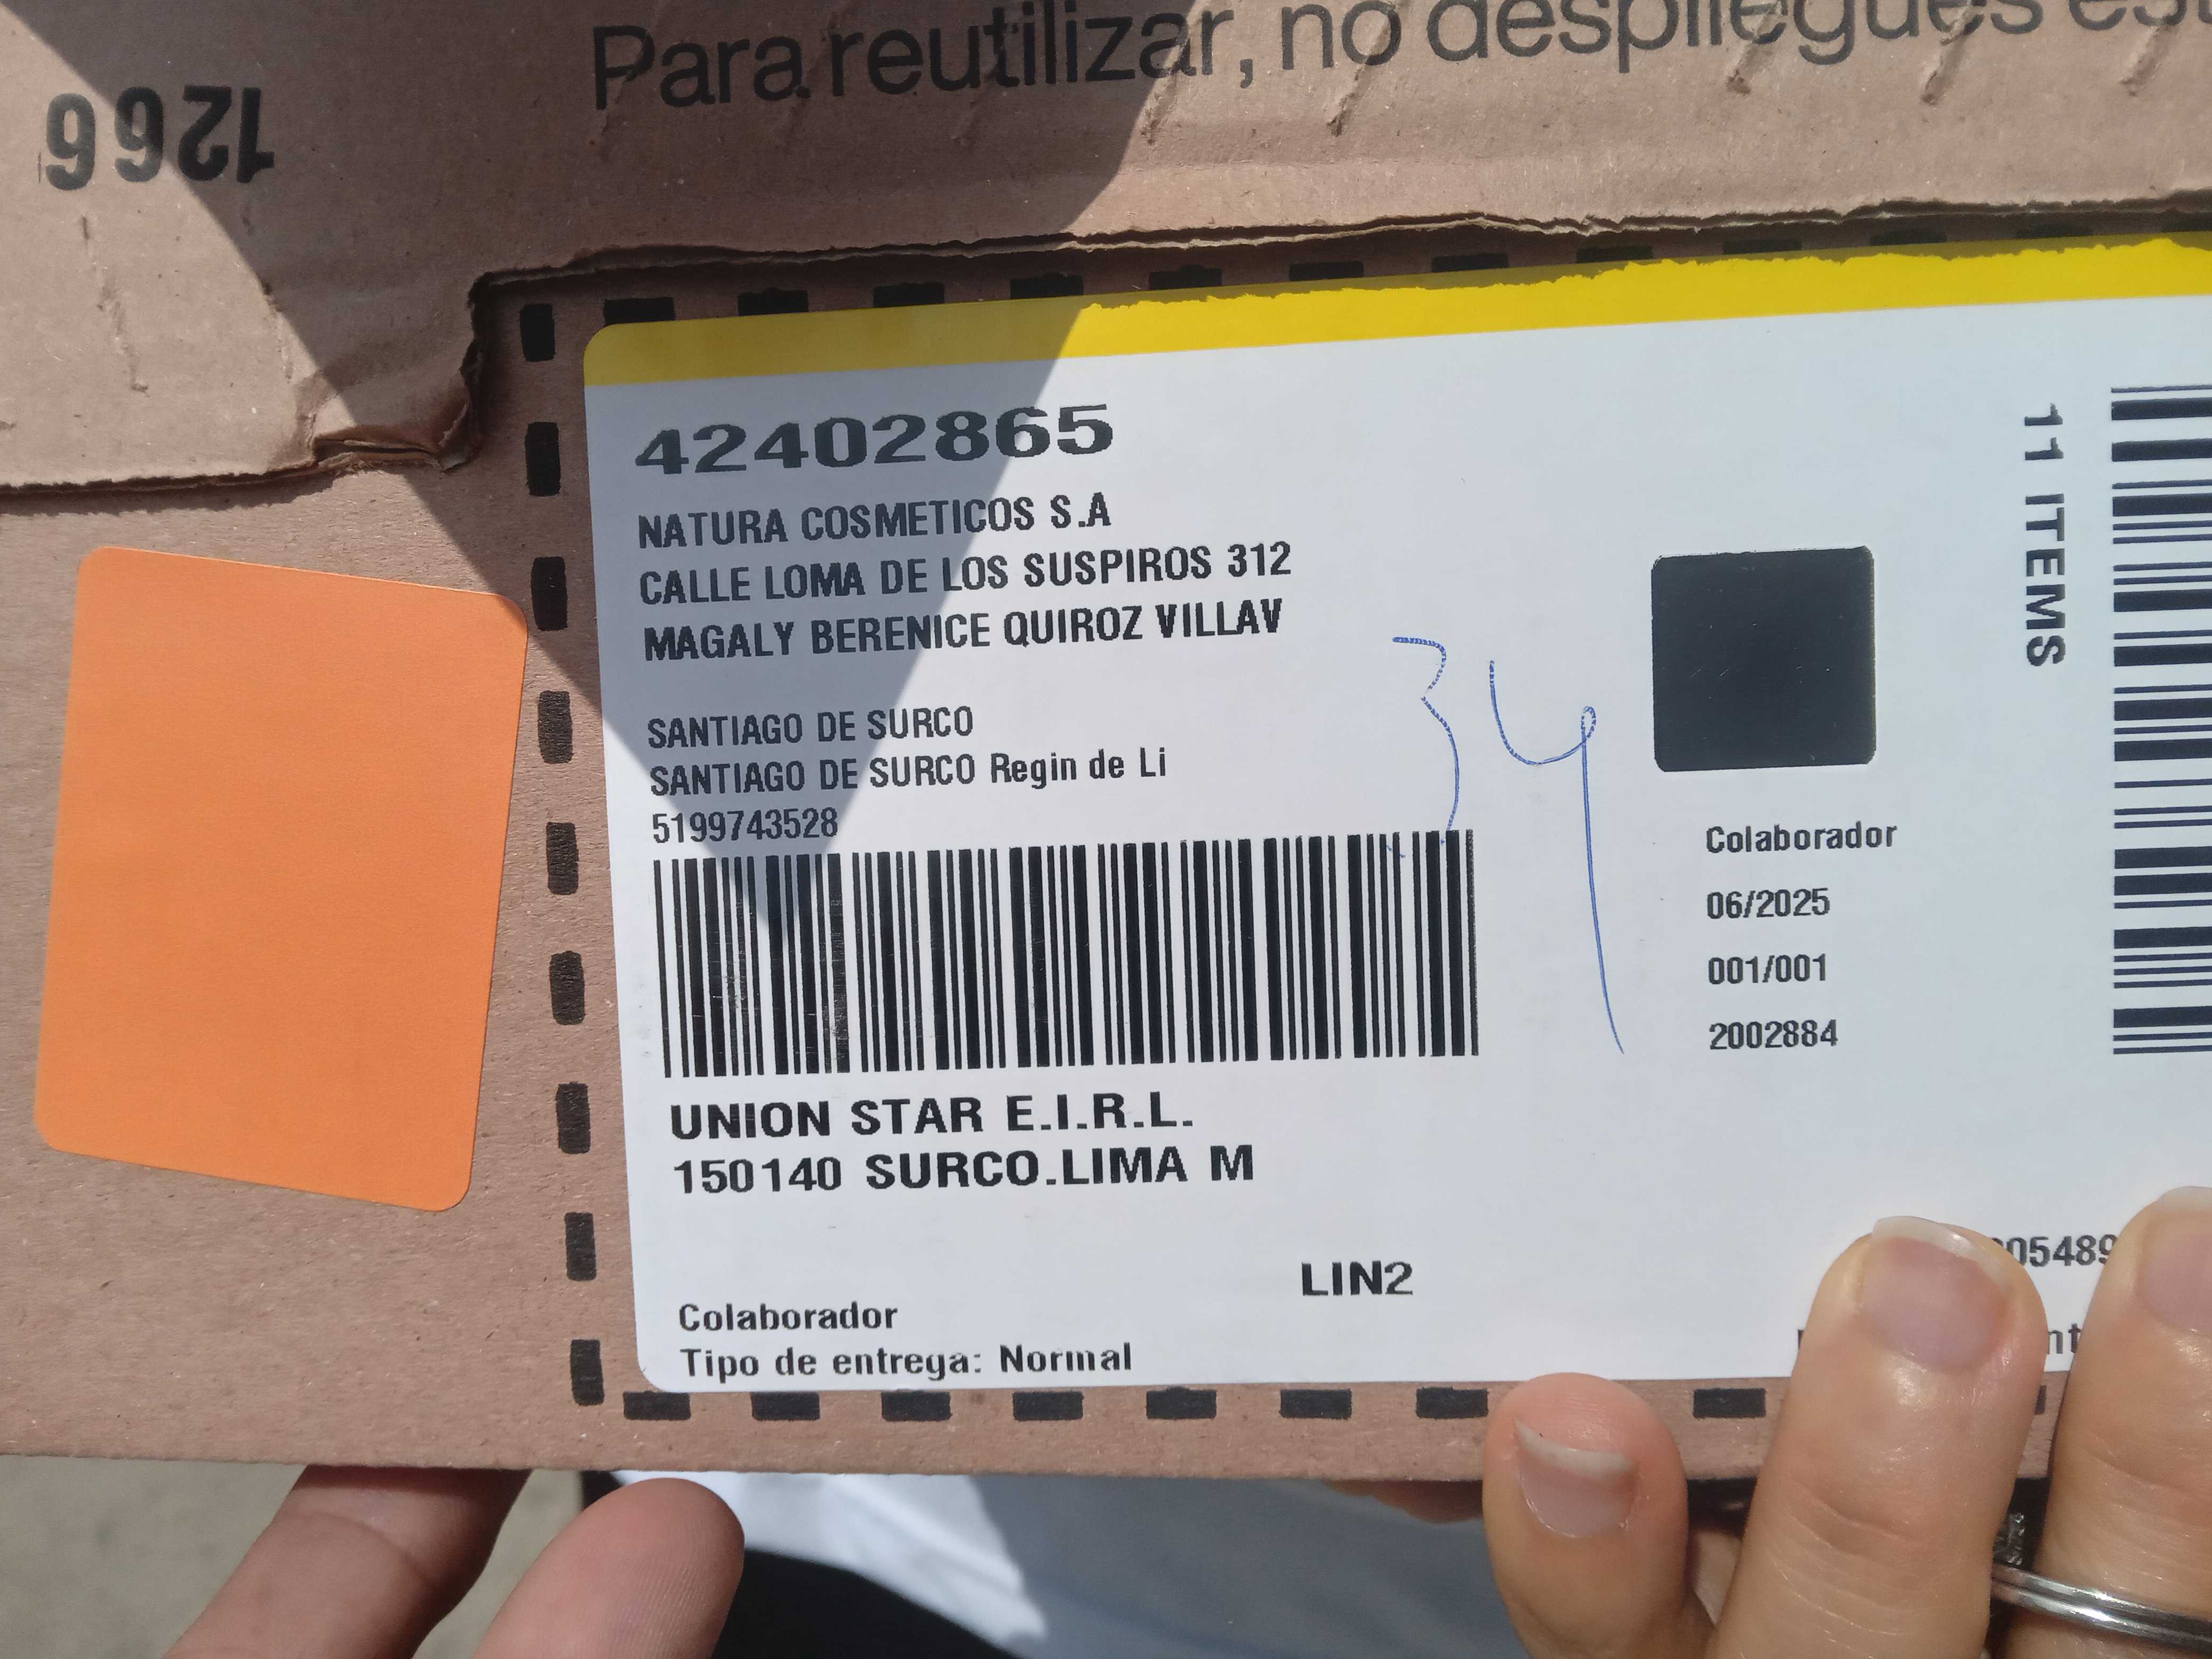 Para reutilizar, no despliegues
1266
42402865
NATURA COSMETICOS S.A
CALLE LOMA DE LOS SUSPIROS 312
MAGALY BERENICE QUIROZ VILLAV
SANTIAGO DE SURCO
SANTIAGO DE SURCO Regin de Li
5199743528
34
11 ITEMS
Colaborador
06/2025
001/001
2002884
UNION STAR E.I.R.L.
150140 SURCO.LIMA M
LIN2
Colaborador
Tipo de entrega: Normal